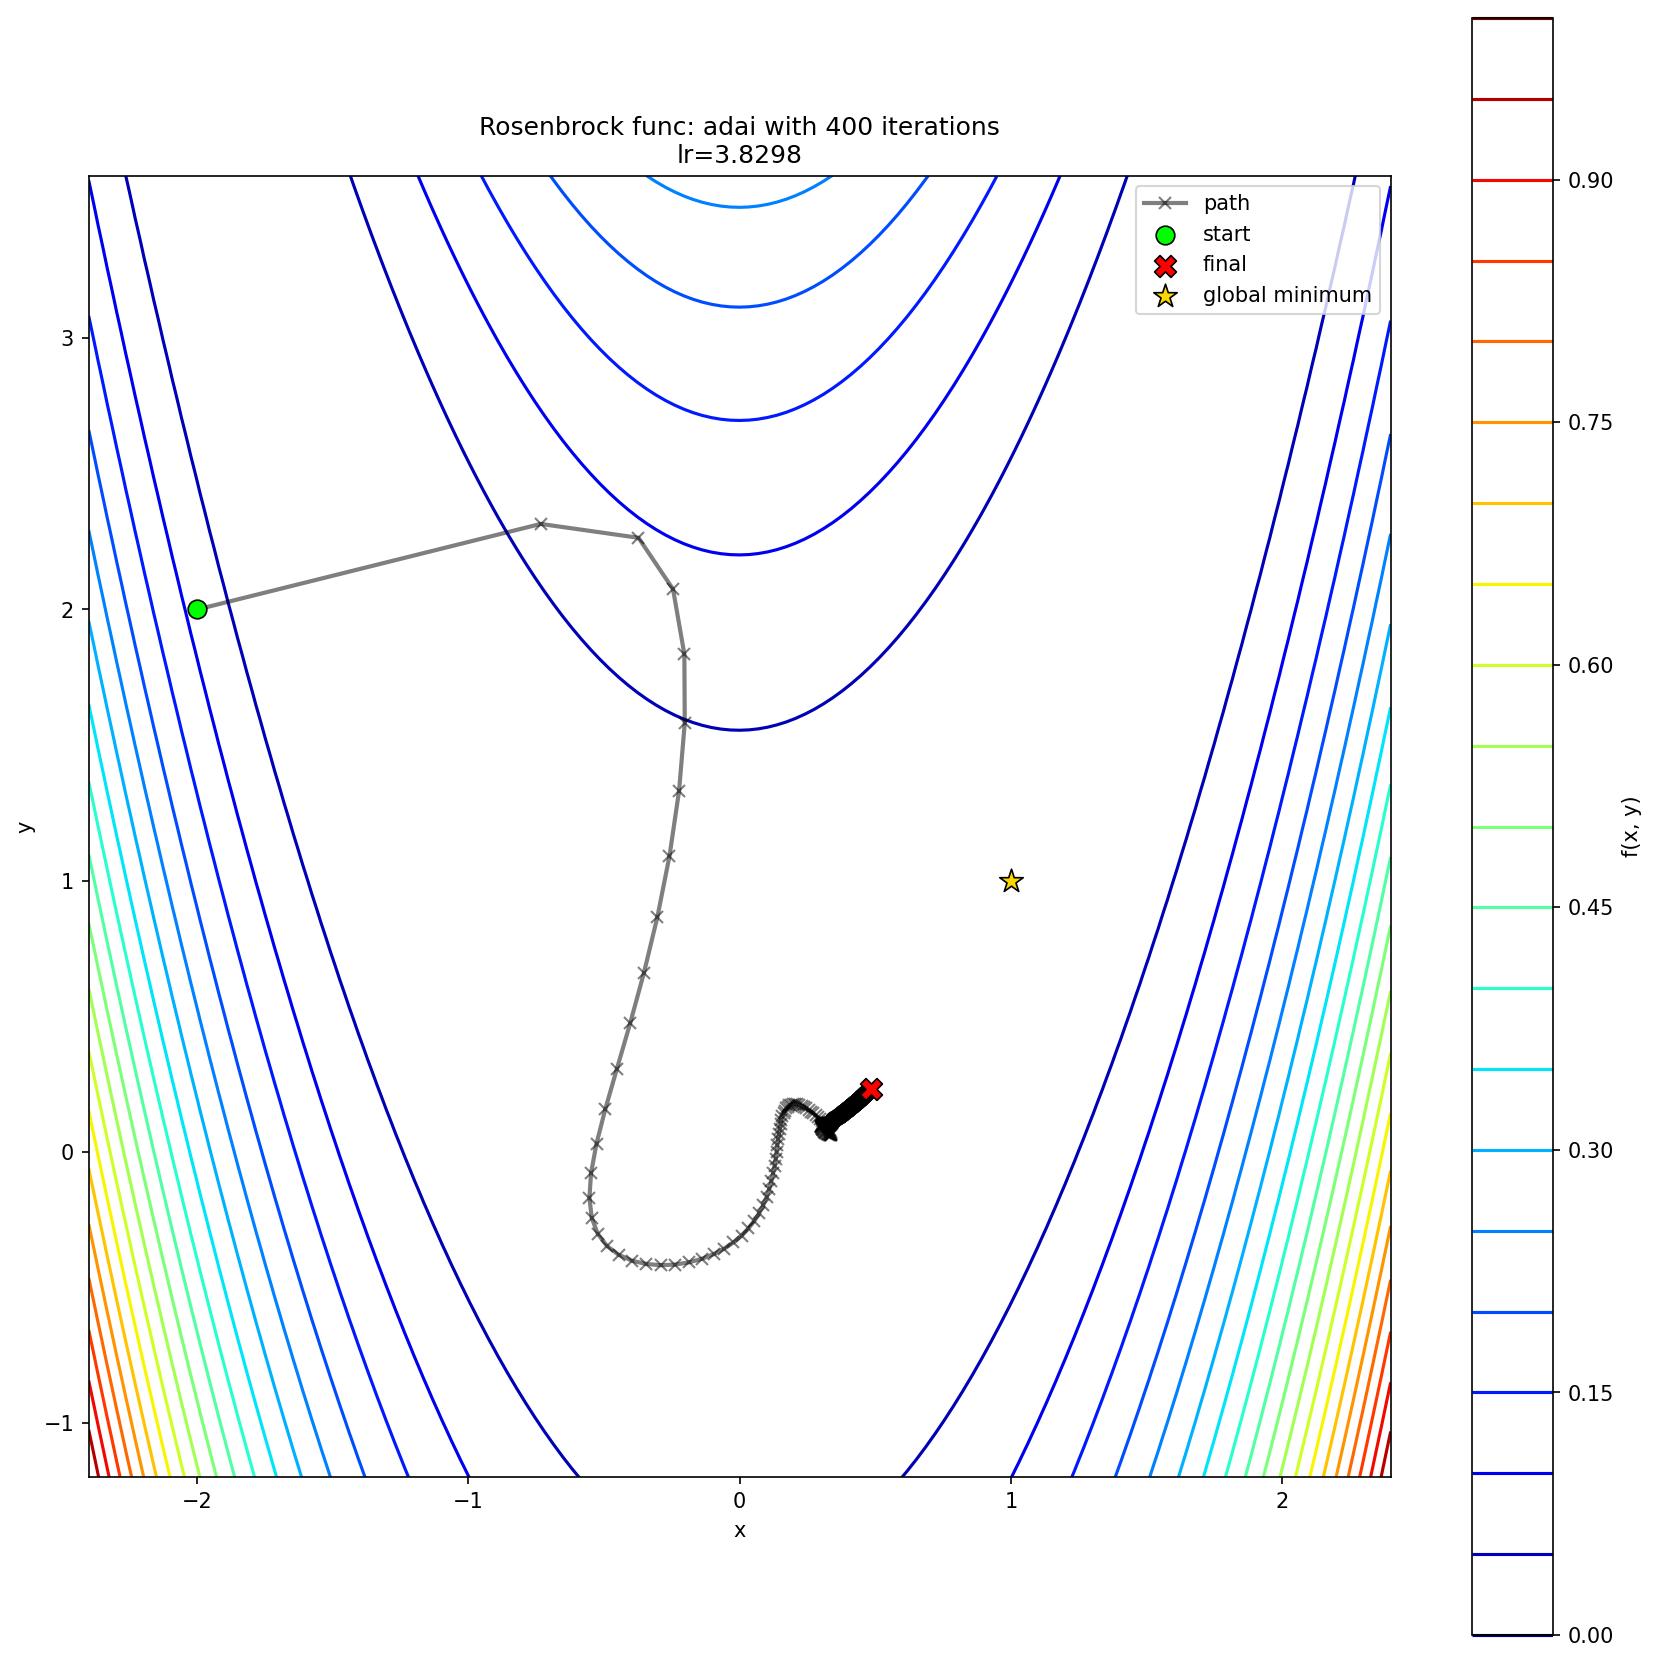 Rosenbrock func: adai with 400 iterations
lr=3.8298
path
start
final
global minimum
3
2
1
0
−1
y
−2
−1
0
1
2
x
0.90
0.75
0.60
0.45
0.30
0.15
0.00
f(x, y)